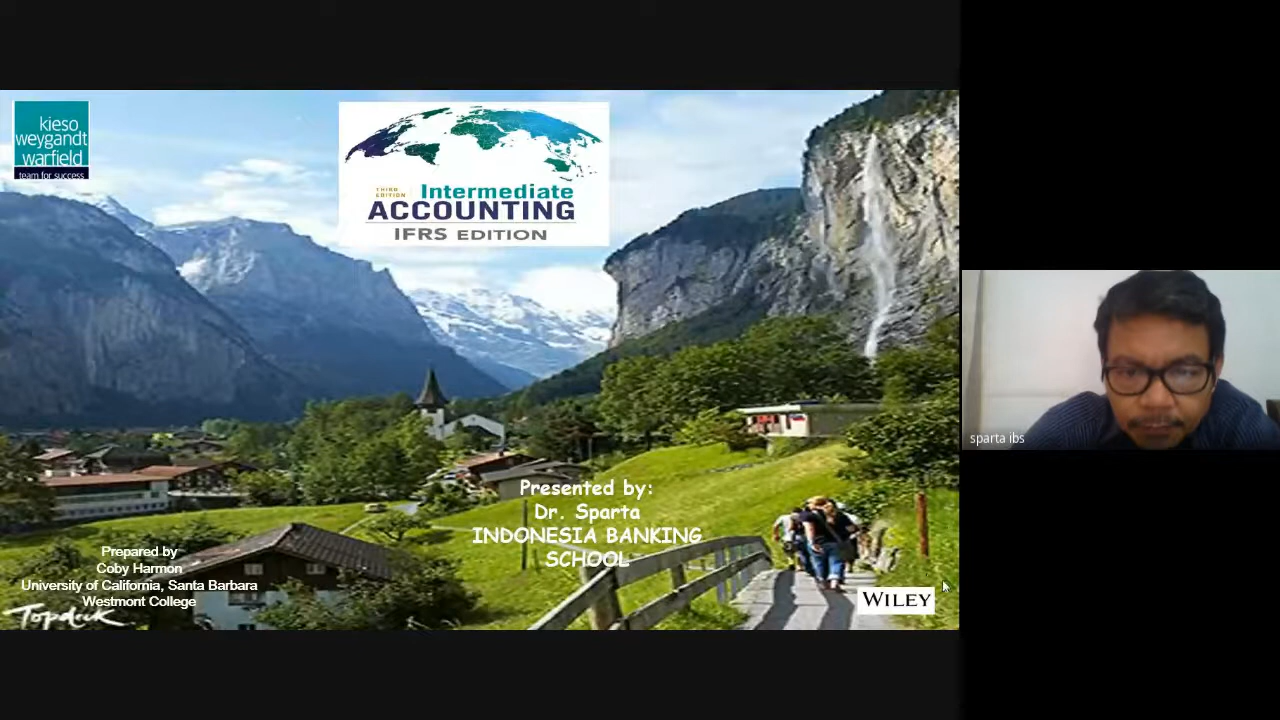 kieso
weygandt
warfield
team for success
THIRD
EDITION
Intermediate
ACCOUNTING
IFRS EDITION
Presented by:
Dr. Sparta
INDONESIA BANKING
SCHOOL
Prepared by
Coby Harmon
University of California, Santa Barbara
Westmont College
Topdeck
WILEY
sparta ibs